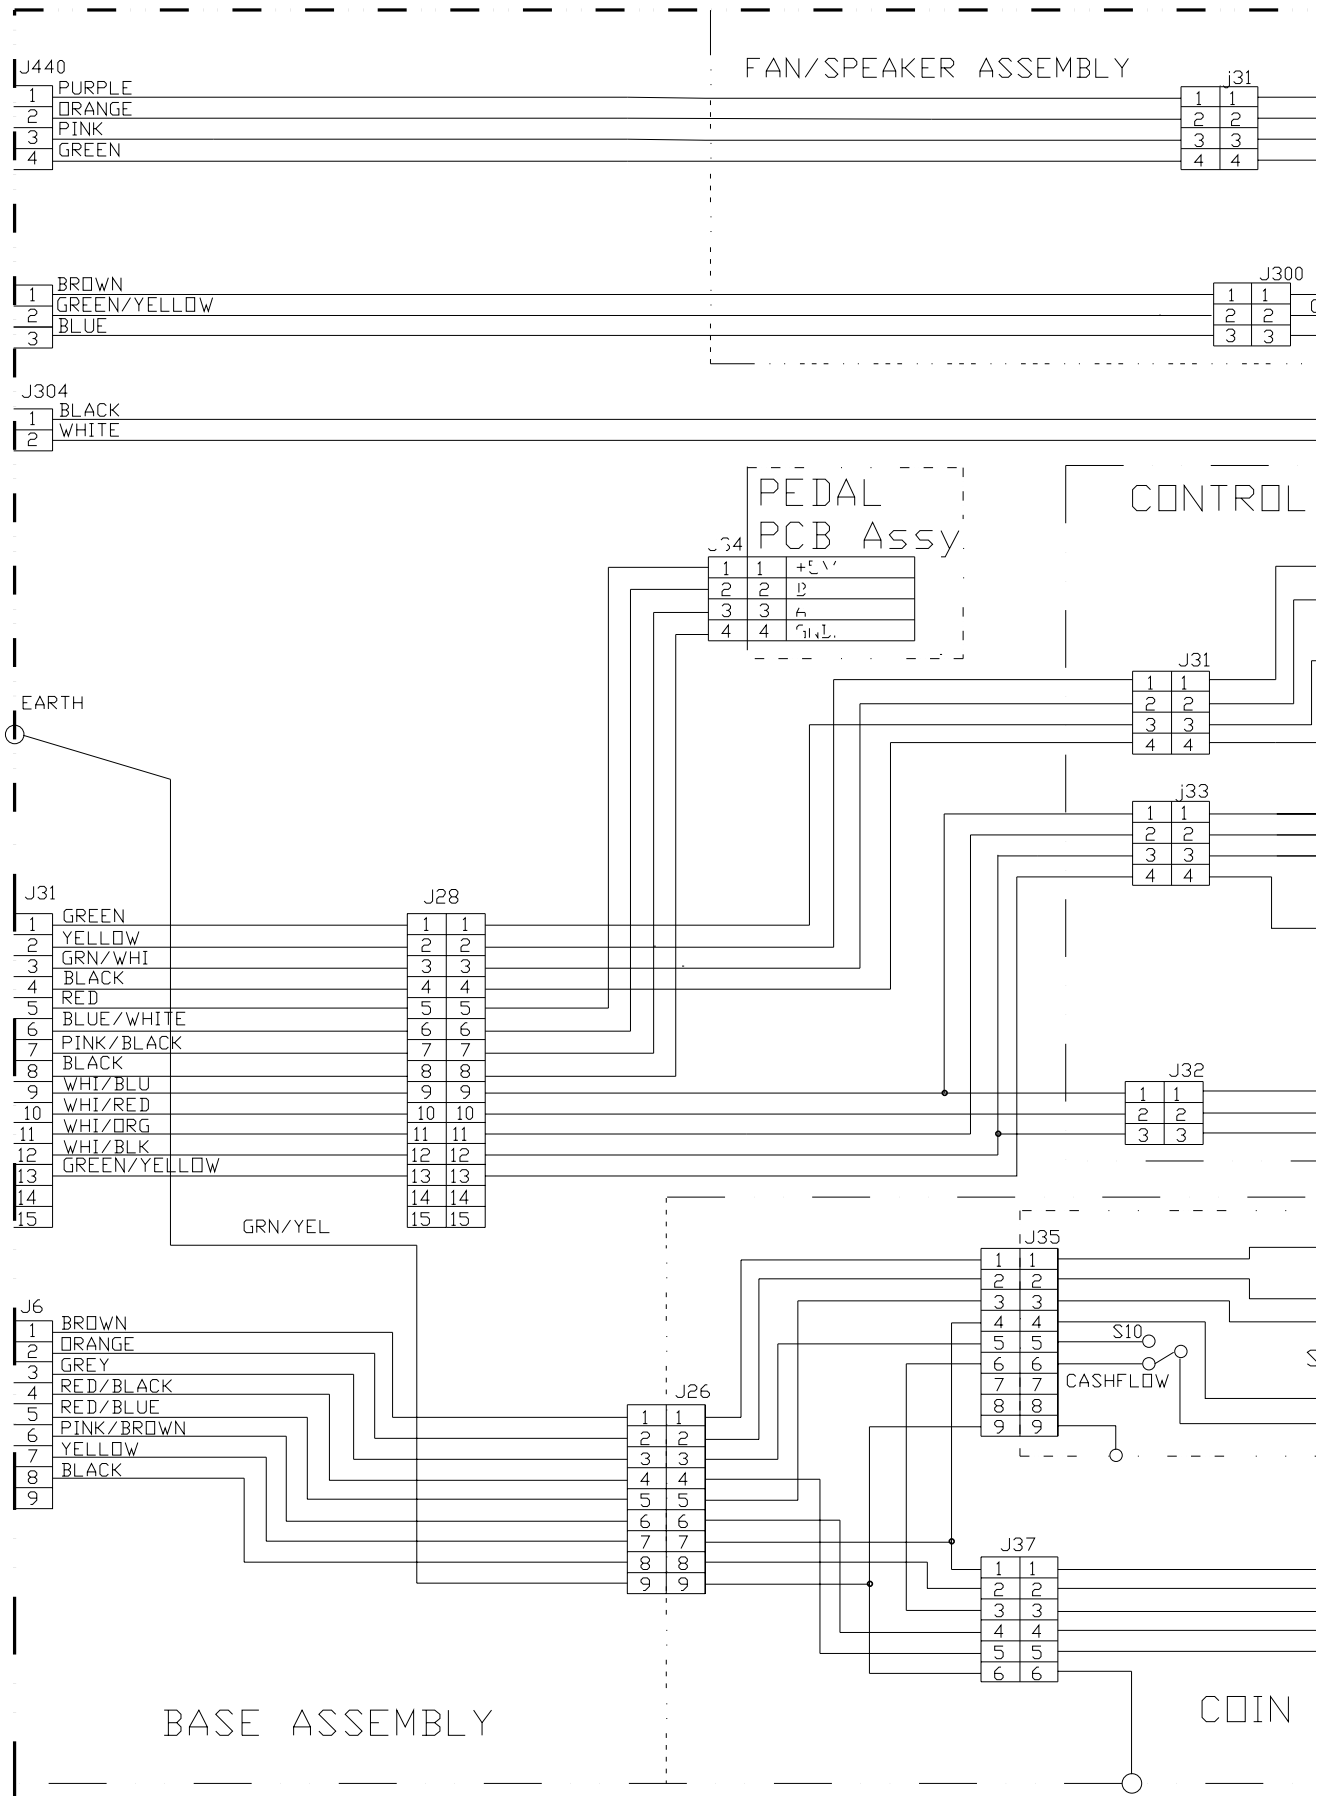 J440
FAN/SPEAKER ASSEMBLY
j31
1 PURPLE
2 ORANGE
3 PINK
4 GREEN
1 1
2 2
3 3
4 4
J300
1 BROWN
2 GREEN/YELLOW
3 BLUE
1 1
2 2
3 3
J304
1 BLACK
2 WHITE
PEDAL
PCB Assy
CONTROL
1 1
2 2
3 3
4 4
J31
1 1
2 2
3 3
4 4
EARTH
j33
1 1
2 2
3 3
4 4
J31
1 GREEN
2 YELLOW
3 GRN/WHI
4 BLACK
5 RED
6 BLUE/WHITE
7 PINK/BLACK
8 BLACK
9 WHI/BLU
10 WHI/RED
11 WHI/ORG
12 WHI/BLK
13 GREEN/YELLOW
14
15
J28
1 1
2 2
3 3
4 4
5 5
6 6
7 7
8 8
9 9
10 10
11 11
12 12
13 13
14 14
15 15
J32
1 1
2 2
3 3
GRN/YEL
J35
1 1
2 2
3 3
4 4
5 5
6 6
7 7
8 8
9 9
S10
CASHFLOW
J6
1 BROWN
2 ORANGE
3 GREY
4 RED/BLACK
5 RED/BLUE
6 PINK/BROWN
7 YELLOW
8 BLACK
9
J26
1 1
2 2
3 3
4 4
5 5
6 6
7 7
8 8
9 9
J37
1 1
2 2
3 3
4 4
5 5
6 6
BASE ASSEMBLY
COIN